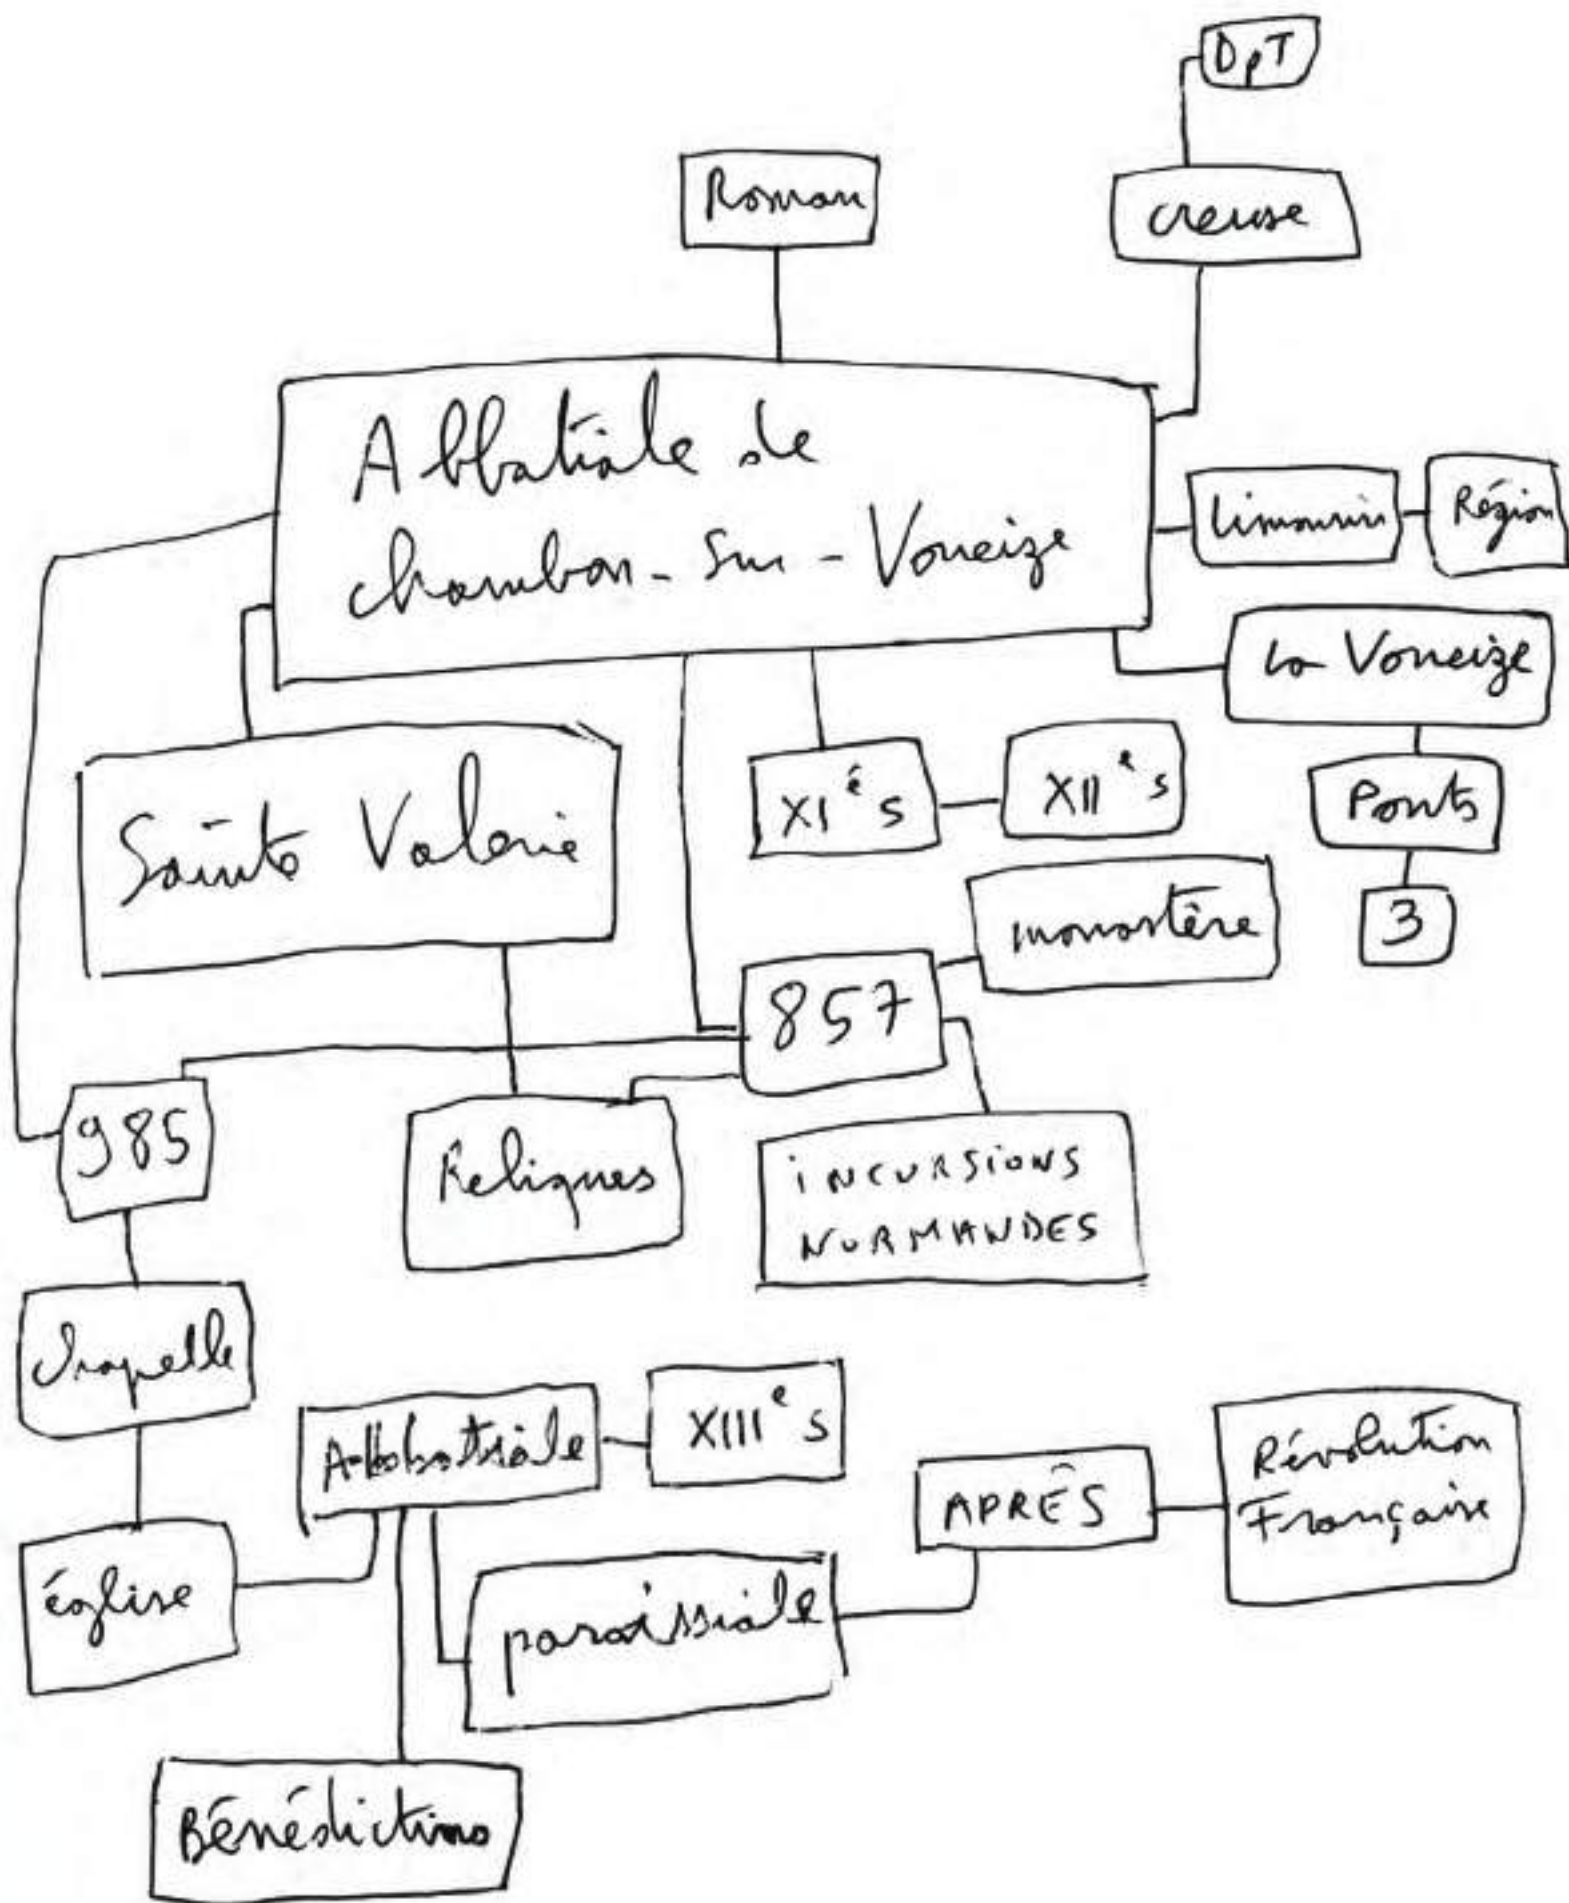 DpT
Roman
Creuse
Abbatiale de
Chambon-Sur-Voueize
Limousin
Région
La Voueize
Sainte Valérie
XIe s
XIIe s
Ponts
3
monastère
857
985
Reliques
INCURSIONS
NORMANDES
Chapelle
Abbatiale
XIIIe s
APRÈS
Révolution
Française
église
paroissiale
Bénédictins